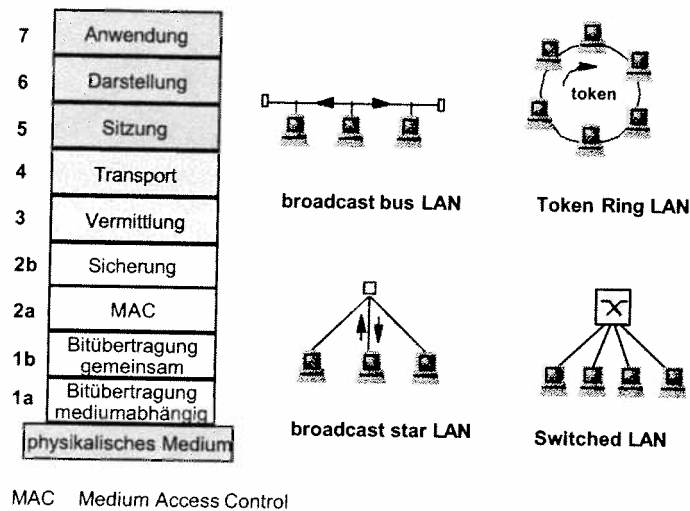 7 Anwendung
6 Darstellung
5 Sitzung
4 Transport
3 Vermittlung
2b Sicherung
2a MAC
1b Bitübertragung
gemeinsam
1a Bitübertragung
mediumabhängig
physikalisches Medium
MAC Medium Access Control
broadcast bus LAN
token
Token Ring LAN
broadcast star LAN
Switched LAN